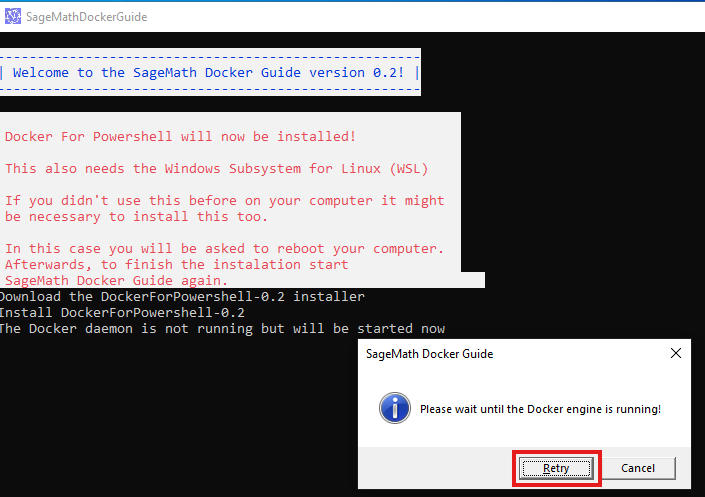 SageMathDockerGuide
-----------------------------------------------------
| Welcome to the SageMath Docker Guide version 0.2! |
-----------------------------------------------------
Docker For Powershell will now be installed!
This also needs the Windows Subsystem for Linux (WSL)
If you didn't use this before on your computer it might
be necessary to install this too.
In this case you will be asked to reboot your computer.
Afterwards, to finish the instalation start
SageMath Docker Guide again.
Download the DockerForPowershell-0.2 installer
Install DockerForPowershell-0.2
The Docker daemon is not running but will be started now
SageMath Docker Guide
Please wait until the Docker engine is running!
Retry
Cancel